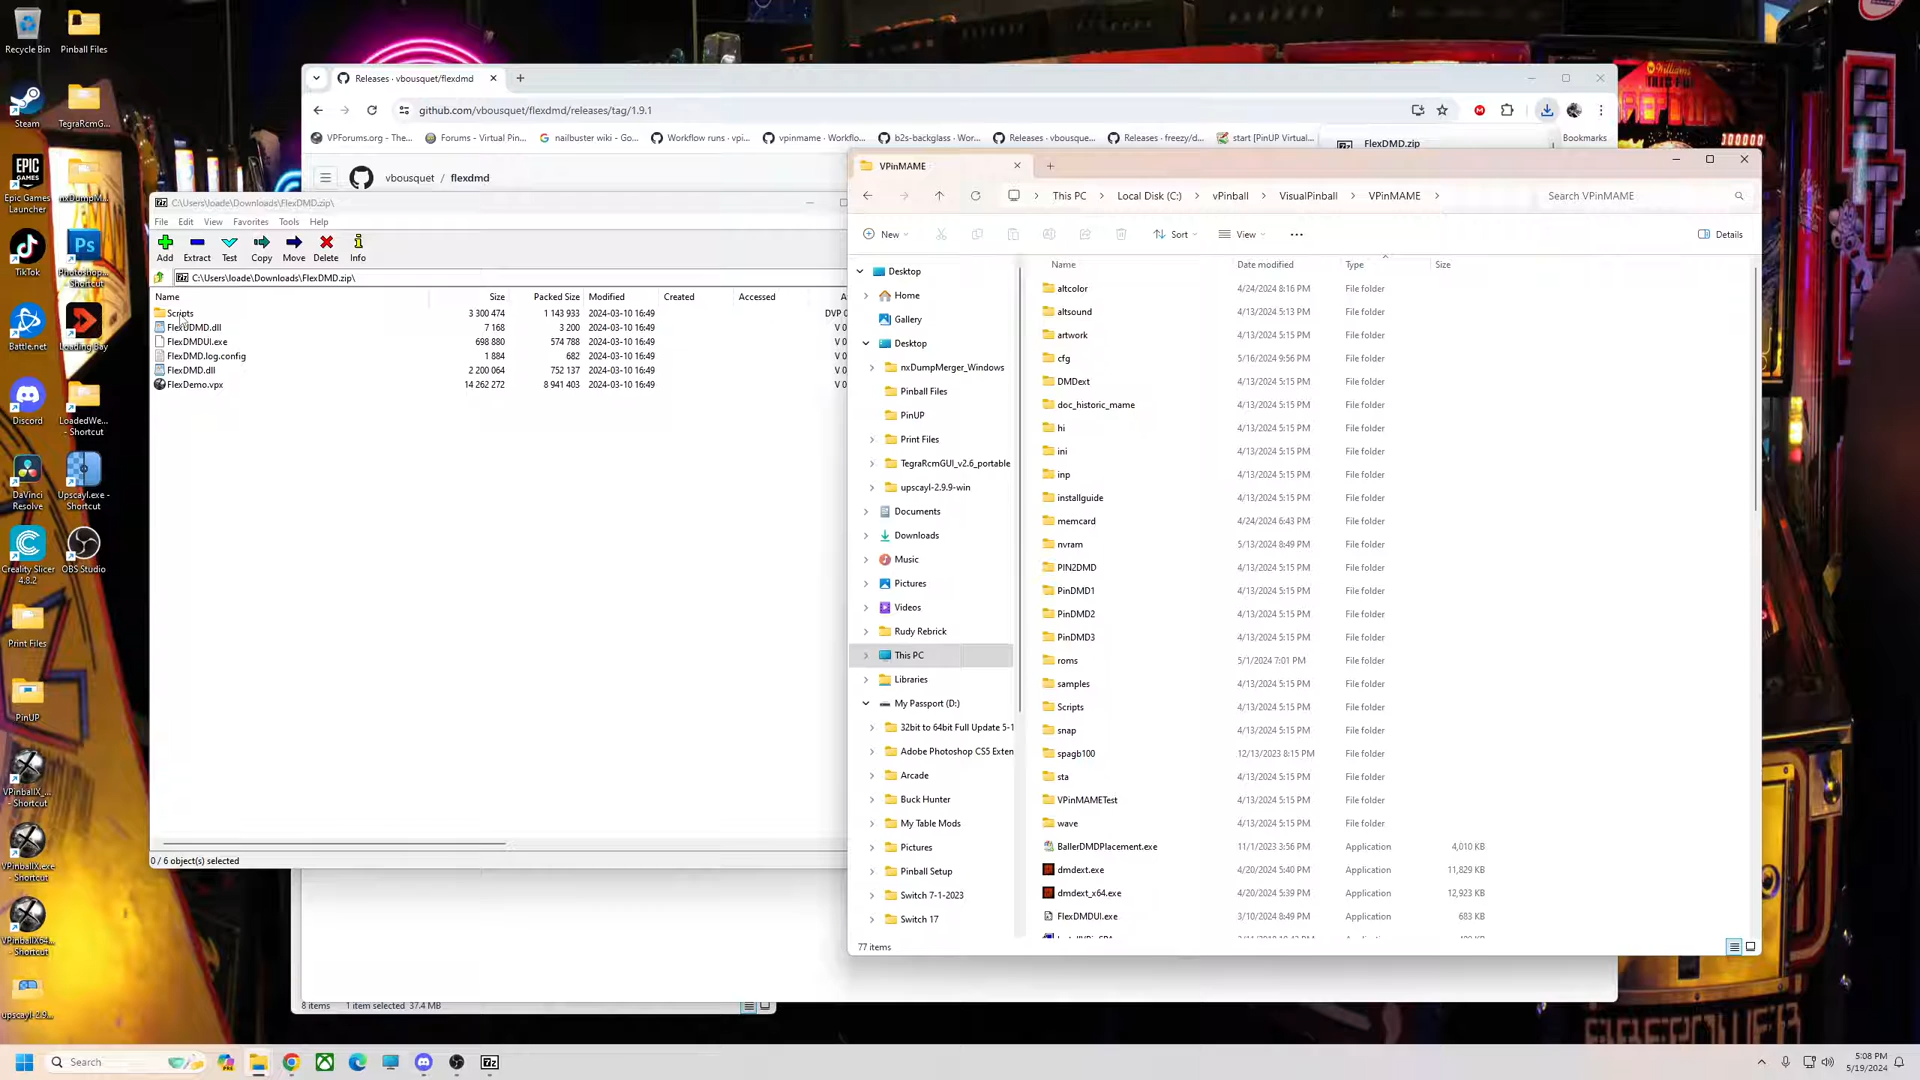 Recycle Bin
Pball Files
Steam
TegraRcmG...
Epic Games
Launcher
nxDumpM...
TikTok
Photoshop...
- Shortcut
Battle.net
Loading Bay
Discord
LoadedWe...
- Shortcut
DaVinci
Resolve
Upscayl.exe -
Shortcut
Creality Slicer
4.8.2
OBS Studio
Print Files
PinUP
VPinballX_...
- Shortcut
VPinballX.exe
- Shortcut
VPinballX64...
- Shortcut
upscayl-2.9...
Releases · vbousquet/flexdmd
github.com/vbousquet/flexdmd/releases/tag/1.9.1
VPForums.org - The...
Forums - Virtual Pin...
nailbuster wiki - Go...
Workflow runs · vpi...
vpinmame · Workflo...
b2s-backglass · Wor...
Releases · vbousque...
Releases · freezy/d...
start [PinUP Virtual...
Bookmarks
FlexDMD.zip
vbousquet / flexdmd
C:\Users\loade\Downloads\FlexDMD.zip\
File Edit View Favorites Tools Help
Add Extract Test Copy Move Delete Info
C:\Users\loade\Downloads\FlexDMD.zip\
Name Size Packed Size Modified Created Accessed
Scripts 3 300 474 1 143 933 2024-03-10 16:49 DVP 0
FlexUDMD.dll 7 168 3 200 2024-03-10 16:49 V 0
FlexDMDUI.exe 698 880 574 788 2024-03-10 16:49 V 0
FlexDMD.log.config 1 884 682 2024-03-10 16:49 V 0
FlexDMD.dll 2 200 064 752 137 2024-03-10 16:49 V 0
FlexDemo.vpx 14 262 272 8 941 403 2024-03-10 16:49 V 0
0 / 6 object(s) selected
8 items 1 item selected 37.4 MB
VPinMAME
This PC > Local Disk (C:) > vPinball > VisualPinball > VPinMAME >
Search VPinMAME
New Sort View Details
Desktop
Home
Gallery
Desktop
nxDumpMerger_Windows
Pinball Files
PinUP
Print Files
TegraRcmGUI_v2.6_portable
upscayl-2.9.9-win
Documents
Downloads
Music
Pictures
Videos
Rudy Rebrick
This PC
Libraries
My Passport (D:)
32bit to 64bit Full Update 5-1
Adobe Photoshop CS5 Exten
Arcade
Buck Hunter
My Table Mods
Pictures
Pinball Setup
Switch 7-1-2023
Switch 17
Name Date modified Type Size
altcolor 4/24/2024 8:16 PM File folder
altsound 4/13/2024 5:13 PM File folder
artwork 4/13/2024 5:15 PM File folder
cfg 5/16/2024 9:56 PM File folder
DMDext 4/13/2024 5:15 PM File folder
doc_historic_mame 4/13/2024 5:15 PM File folder
hi 4/13/2024 5:15 PM File folder
ini 4/13/2024 5:15 PM File folder
inp 4/13/2024 5:15 PM File folder
installguide 4/13/2024 5:15 PM File folder
memcard 4/24/2024 6:43 PM File folder
nvram 5/13/2024 8:49 PM File folder
PIN2DMD 4/13/2024 5:15 PM File folder
PinDMD1 4/13/2024 5:15 PM File folder
PinDMD2 4/13/2024 5:15 PM File folder
PinDMD3 4/13/2024 5:15 PM File folder
roms 5/1/2024 7:01 PM File folder
samples 4/13/2024 5:15 PM File folder
Scripts 4/13/2024 5:15 PM File folder
snap 4/13/2024 5:15 PM File folder
spagb100 12/13/2023 8:15 PM File folder
sta 4/13/2024 5:15 PM File folder
VPinMAMETest 4/13/2024 5:15 PM File folder
wave 4/13/2024 5:15 PM File folder
BallerDMDPlacement.exe 11/1/2023 3:56 PM Application 4,010 KB
dmdext.exe 4/20/2024 5:40 PM Application 11,829 KB
dmdext_x64.exe 4/20/2024 5:39 PM Application 12,923 KB
FlexDMDUI.exe 3/10/2024 8:49 PM Application 683 KB
77 items
Search
5:08 PM
5/19/2024